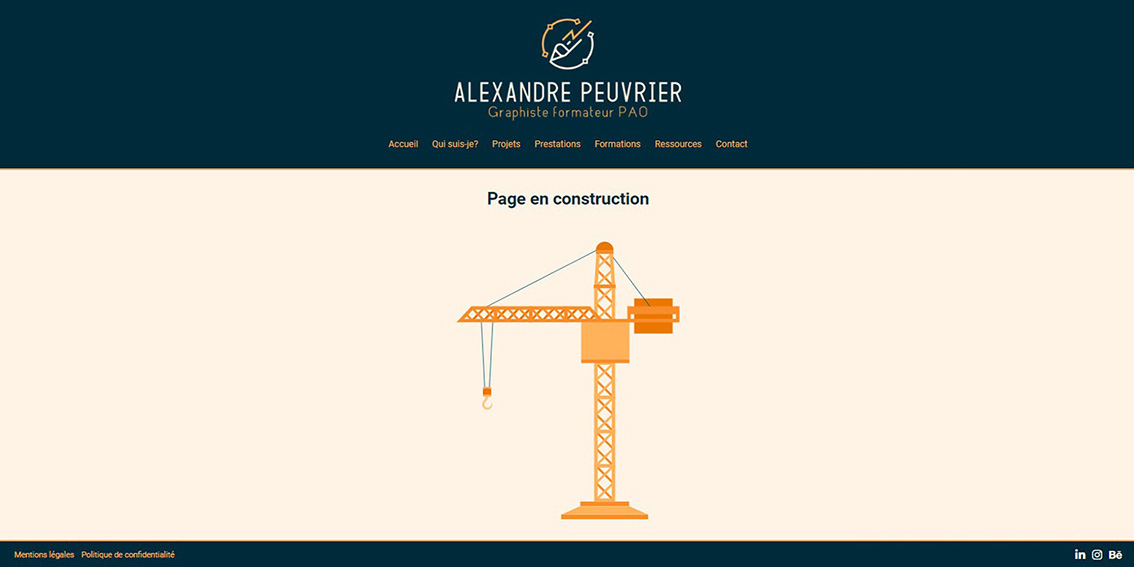 ALEXANDRE PEUVRIER
Graphiste formateur PAO
Accueil Qui suis-je? Projets Prestations Formations Ressources Contact
Page en construction
Mentions légales Politique de confidentialité
in Bē